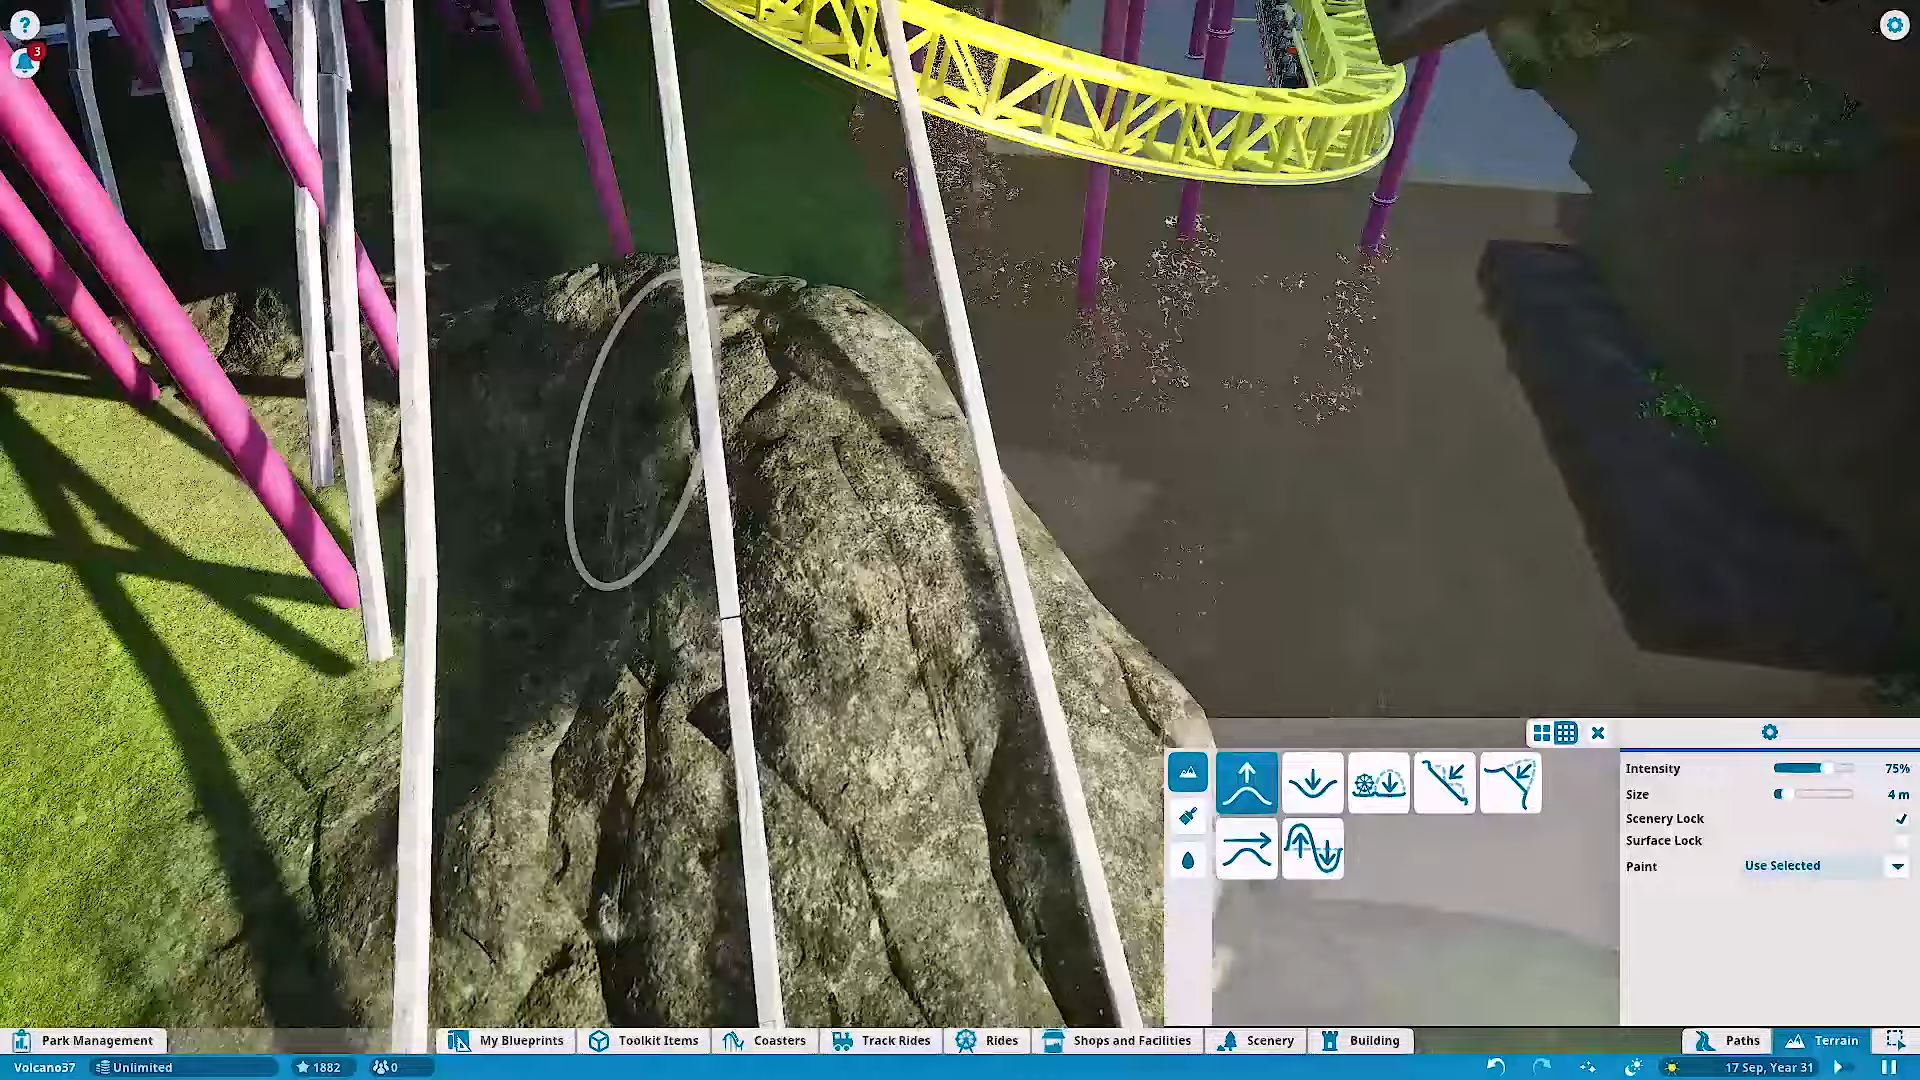 ?
3
Intensity 75%
Size 4 m
Scenery Lock
Surface Lock
Paint Use Selected
Park Management My Blueprints Toolkit Items Coasters Track Rides Rides Shops and Facilities Scenery Building Paths Terrain
Volcano37 Unlimited 1882 0 17 Sep, Year 31